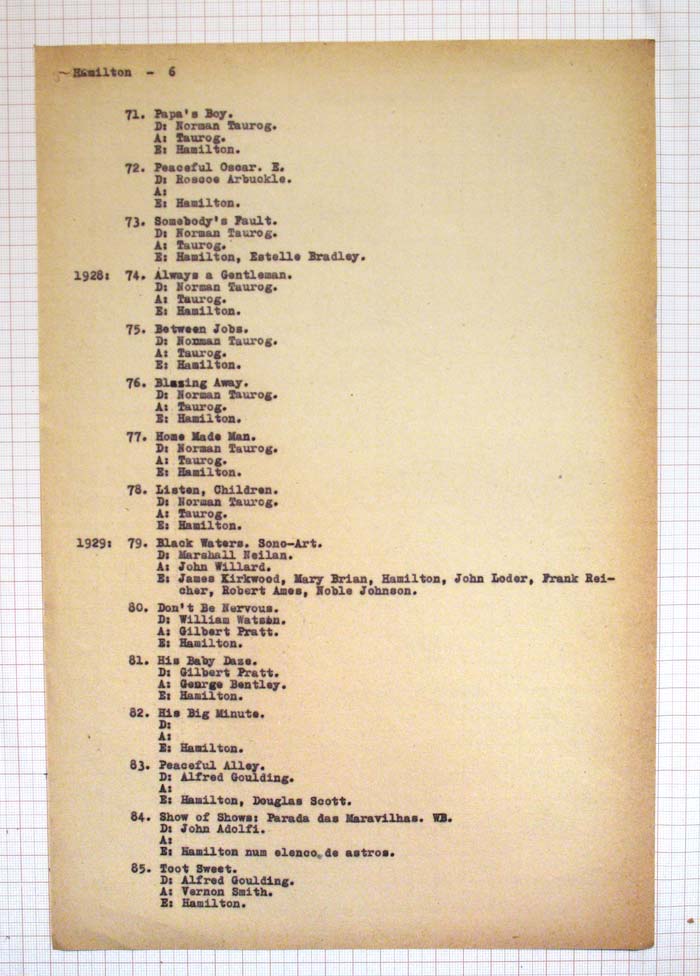 Hamilton - 6
71. Papa's Boy.
D: Norman Taurog.
A: Taurog.
E: Hamilton.
72. Peaceful Oscar. E.
D: Roscoe Arbuckle.
A:
E: Hamilton.
73. Somebody's Fault.
D: Norman Taurog.
A: Taurog.
E: Hamilton, Estelle Bradley.
1928: 74. Always a Gentleman.
D: Norman Taurog.
A: Taurog.
E: Hamilton.
75. Between Jobs.
D: Norman Taurog.
A: Taurog.
E: Hamilton.
76. Blazing Away.
D: Norman Taurog.
A: Taurog.
E: Hamilton.
77. Home Made Man.
D: Norman Taurog.
A: Taurog.
E: Hamilton.
78. Listen, Children.
D: Norman Taurog.
A: Taurog.
E: Hamilton.
1929: 79. Black Waters. Sono-Art.
D: Marshall Neilan.
A: John Willard.
E: James Kirkwood, Mary Brian, Hamilton, John Loder, Frank Rei-
cher, Robert Ames, Noble Johnson.
80. Don't Be Nervous.
D: William Watson.
A: Gilbert Pratt.
E: Hamilton.
81. His Baby Daze.
D: Gilbert Pratt.
A: George Bentley.
E: Hamilton.
82. His Big Minute.
D:
A:
E: Hamilton.
83. Peaceful Alley.
D: Alfred Goulding.
A:
E: Hamilton, Douglas Scott.
84. Show of Shows: Parada das Maravilhas. WB.
D: John Adolfi.
A:
E: Hamilton num elenco de astros.
85. Toot Sweet.
D: Alfred Goulding.
A: Vernon Smith.
E: Hamilton.